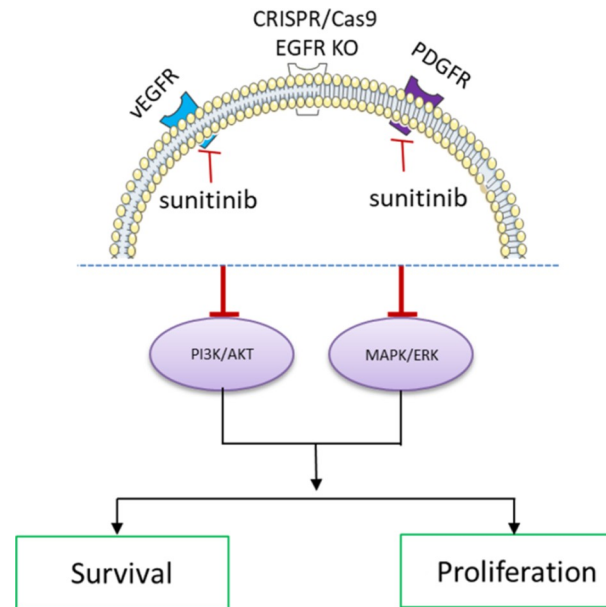 CRISPR/Cas9
EGFR KO
vEGFR
PDGFR
sunitinib
sunitinib
PI3K/AKT
MAPK/ERK
Survival
Proliferation